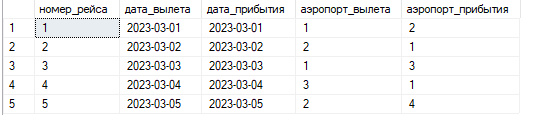 номер_рейса дата_вылета дата_прибытия аэропорт_вылета аэропорт_прибытия
1 1 2023-03-01 2023-03-01 1 2
2 2 2023-03-02 2023-03-02 2 1
3 3 2023-03-03 2023-03-03 1 3
4 4 2023-03-04 2023-03-04 3 1
5 5 2023-03-05 2023-03-05 2 4